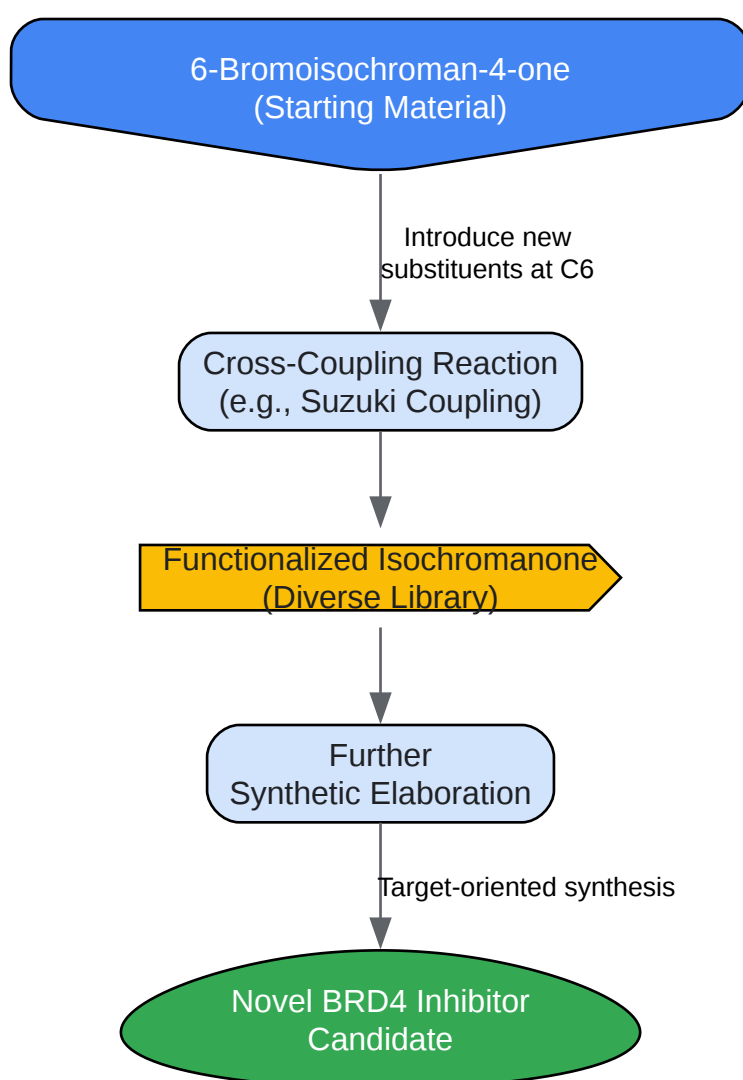 6-Bromoisochroman-4-one
(Starting Material)
Introduce new
substituents at C6
Cross-Coupling Reaction
(e.g., Suzuki Coupling)
Functionalized Isochromanone
(Diverse Library)
Further
Synthetic Elaboration
Target-oriented synthesis
Novel BRD4 Inhibitor
Candidate